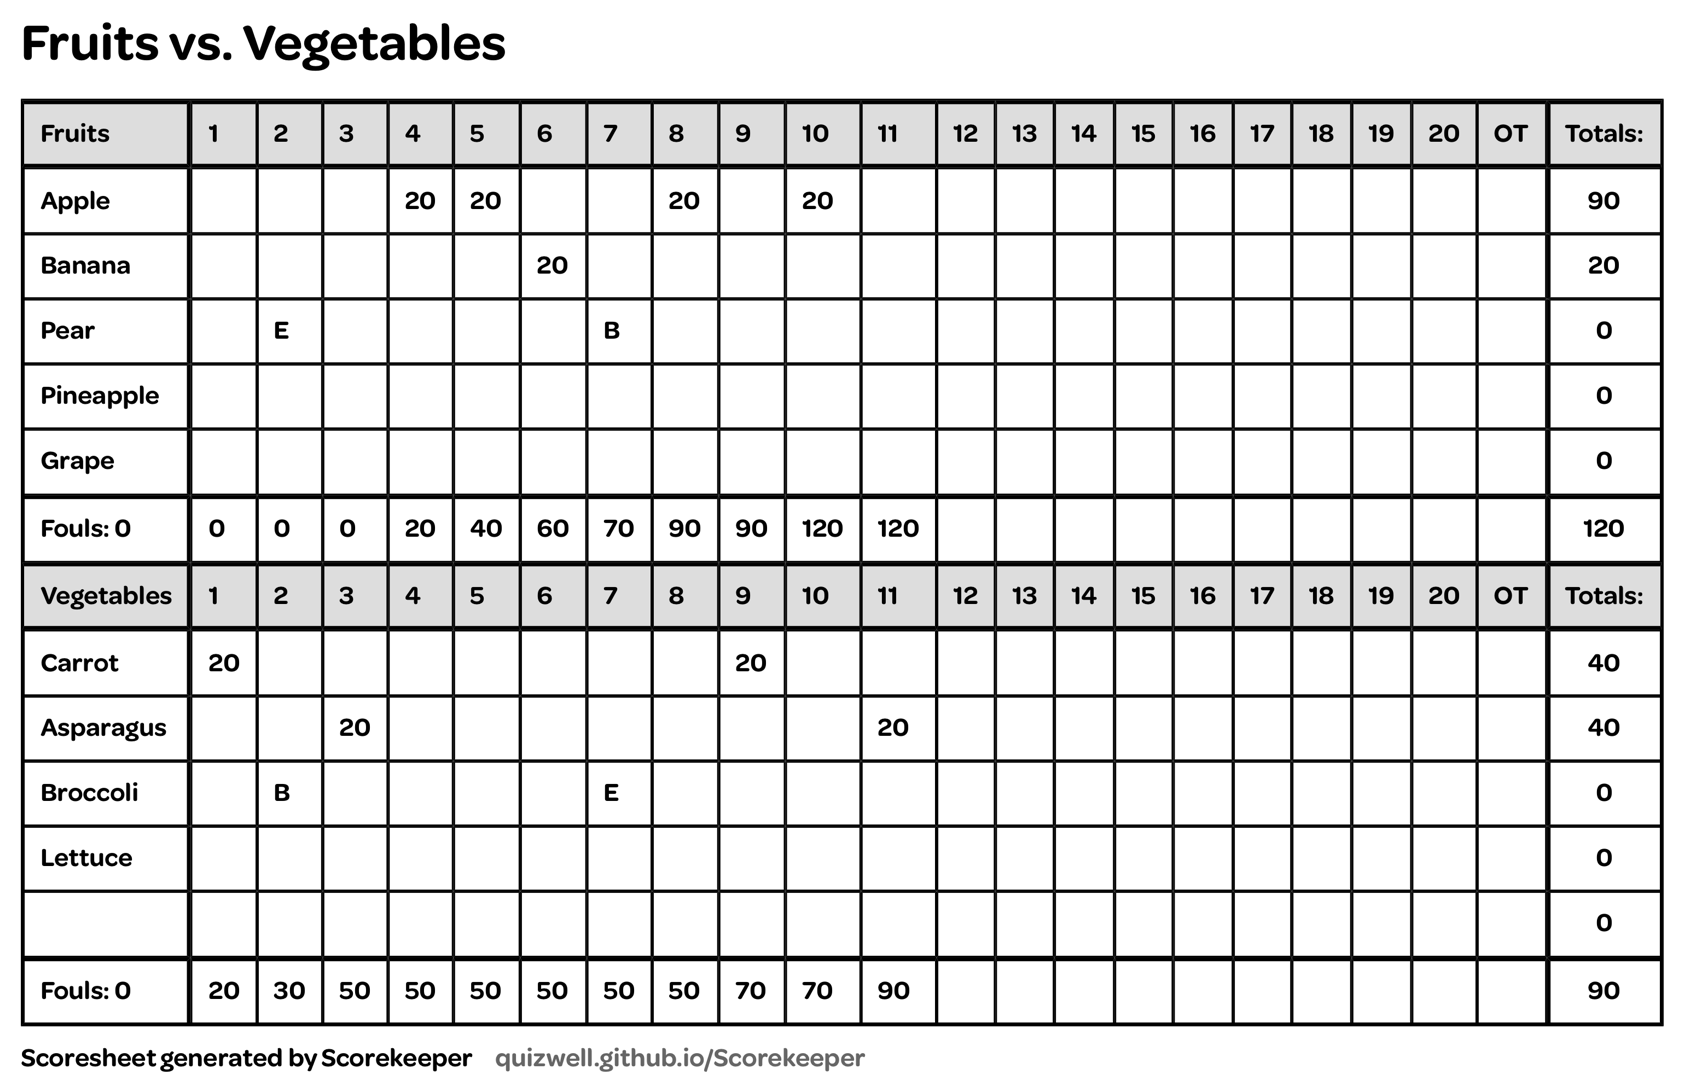 Fruits vs. Vegetables
Fruits 1 2 3 4 5 6 7 8 9 10 11 12 13 14 15 16 17 18 19 20 OT Totals:
Apple 20 20 20 20 90
Banana 20 20
Pear E B 0
Pineapple 0
Grape 0
Fouls: 0 0 0 0 20 40 60 70 90 90 120 120 120
Vegetables 1 2 3 4 5 6 7 8 9 10 11 12 13 14 15 16 17 18 19 20 OT Totals:
Carrot 20 20 40
Asparagus 20 20 40
Broccoli B E 0
Lettuce 0
0
Fouls: 0 20 30 50 50 50 50 50 50 70 70 90 90
Scoresheet generated by Scorekeeper quizwell.github.io/Scorekeeper